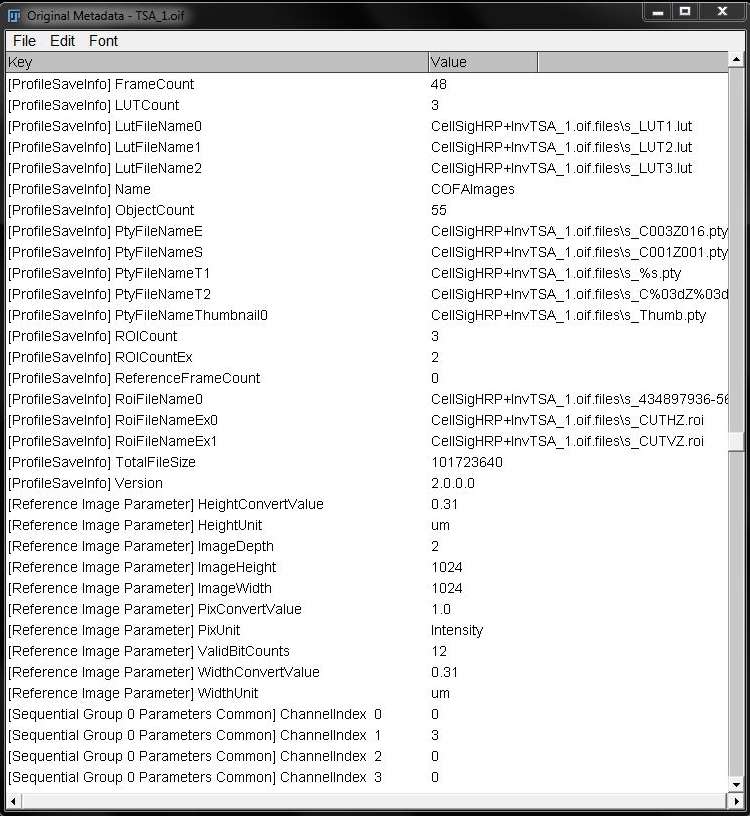 Original Metadata - TSA_1.oif
File Edit Font
Key Value
[ProfileSaveInfo] FrameCount 48
[ProfileSaveInfo] LUTCount 3
[ProfileSaveInfo] LutFileName0 CellSigHRP+InvTSA_1.oif.files\s_LUT1.lut
[ProfileSaveInfo] LutFileName1 CellSigHRP+InvTSA_1.oif.files\s_LUT2.lut
[ProfileSaveInfo] LutFileName2 CellSigHRP+InvTSA_1.oif.files\s_LUT3.lut
[ProfileSaveInfo] Name COFAImages
[ProfileSaveInfo] ObjectCount 55
[ProfileSaveInfo] PtyFileNameE CellSigHRP+InvTSA_1.oif.files\s_C003Z016.pty
[ProfileSaveInfo] PtyFileNameS CellSigHRP+InvTSA_1.oif.files\s_C001Z001.pty
[ProfileSaveInfo] PtyFileNameT1 CellSigHRP+InvTSA_1.oif.files\s_%s.pty
[ProfileSaveInfo] PtyFileNameT2 CellSigHRP+InvTSA_1.oif.files\s_C%03dZ%03d
[ProfileSaveInfo] PtyFileNameThumbnail0 CellSigHRP+InvTSA_1.oif.files\s_Thumb.pty
[ProfileSaveInfo] ROICount 3
[ProfileSaveInfo] ROICountEx 2
[ProfileSaveInfo] ReferenceFrameCount 0
[ProfileSaveInfo] RoiFileName0 CellSigHRP+InvTSA_1.oif.files\s_434897936-56
[ProfileSaveInfo] RoiFileNameEx0 CellSigHRP+InvTSA_1.oif.files\s_CUTHZ.roi
[ProfileSaveInfo] RoiFileNameEx1 CellSigHRP+InvTSA_1.oif.files\s_CUTVZ.roi
[ProfileSaveInfo] TotalFileSize 101723640
[ProfileSaveInfo] Version 2.0.0.0
[Reference Image Parameter] HeightConvertValue 0.31
[Reference Image Parameter] HeightUnit um
[Reference Image Parameter] ImageDepth 2
[Reference Image Parameter] ImageHeight 1024
[Reference Image Parameter] ImageWidth 1024
[Reference Image Parameter] PixConvertValue 1.0
[Reference Image Parameter] PixUnit Intensity
[Reference Image Parameter] ValidBitCounts 12
[Reference Image Parameter] WidthConvertValue 0.31
[Reference Image Parameter] WidthUnit um
[Sequential Group 0 Parameters Common] ChannelIndex 0 0
[Sequential Group 0 Parameters Common] ChannelIndex 1 3
[Sequential Group 0 Parameters Common] ChannelIndex 2 0
[Sequential Group 0 Parameters Common] ChannelIndex 3 0